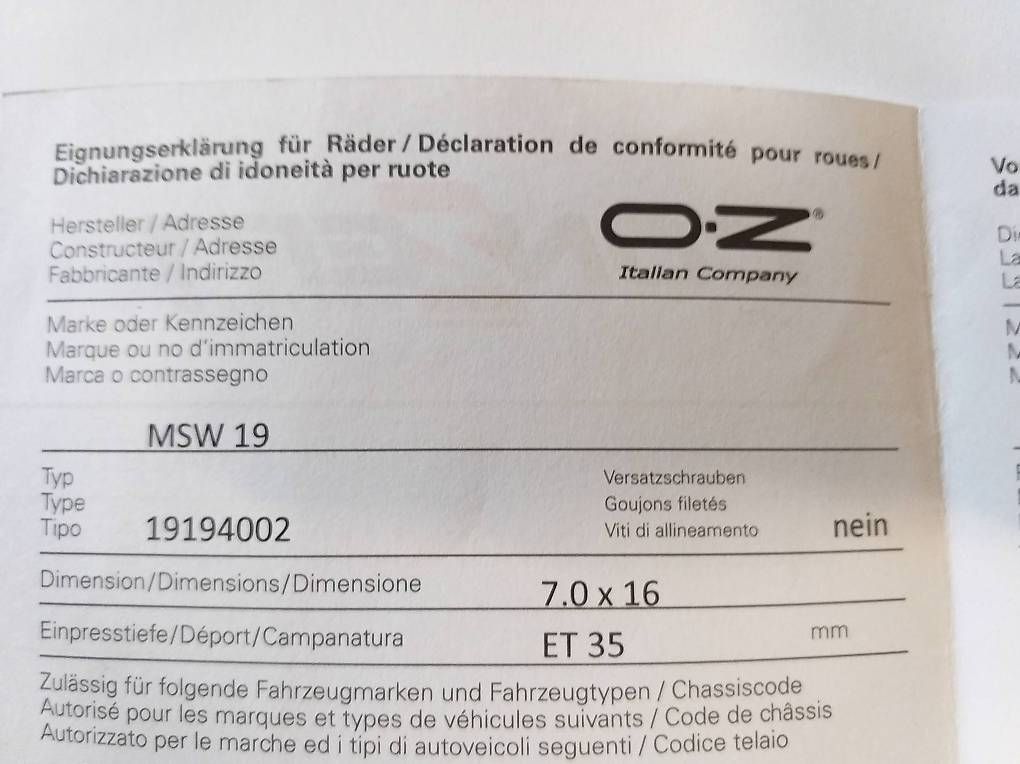 Eignungserklärung für Räder / Déclaration de conformité pour roues /
Dichiarazione di idoneità per ruote
Hersteller / Adresse
Constructeur / Adresse
Fabbricante / Indirizzo
O·Z®
Italian Company
Marke oder Kennzeichen
Marque ou no d'immatriculation
Marca o contrassegno
MSW 19
Typ
Type
Tipo 19194002
Versatzschrauben
Goujons filetés
Viti di allineamento nein
Dimension/Dimensions/Dimensione 7.0 x 16
Einpresstiefe/Déport/Campanatura ET 35 mm
Zulässig für folgende Fahrzeugmarken und Fahrzeugtypen / Chassiscode
Autorisé pour les marques et types de véhicules suivants / Code de châssis
Autorizzato per le marche ed i tipi di autoveicoli seguenti / Codice telaio
Vo
da
La